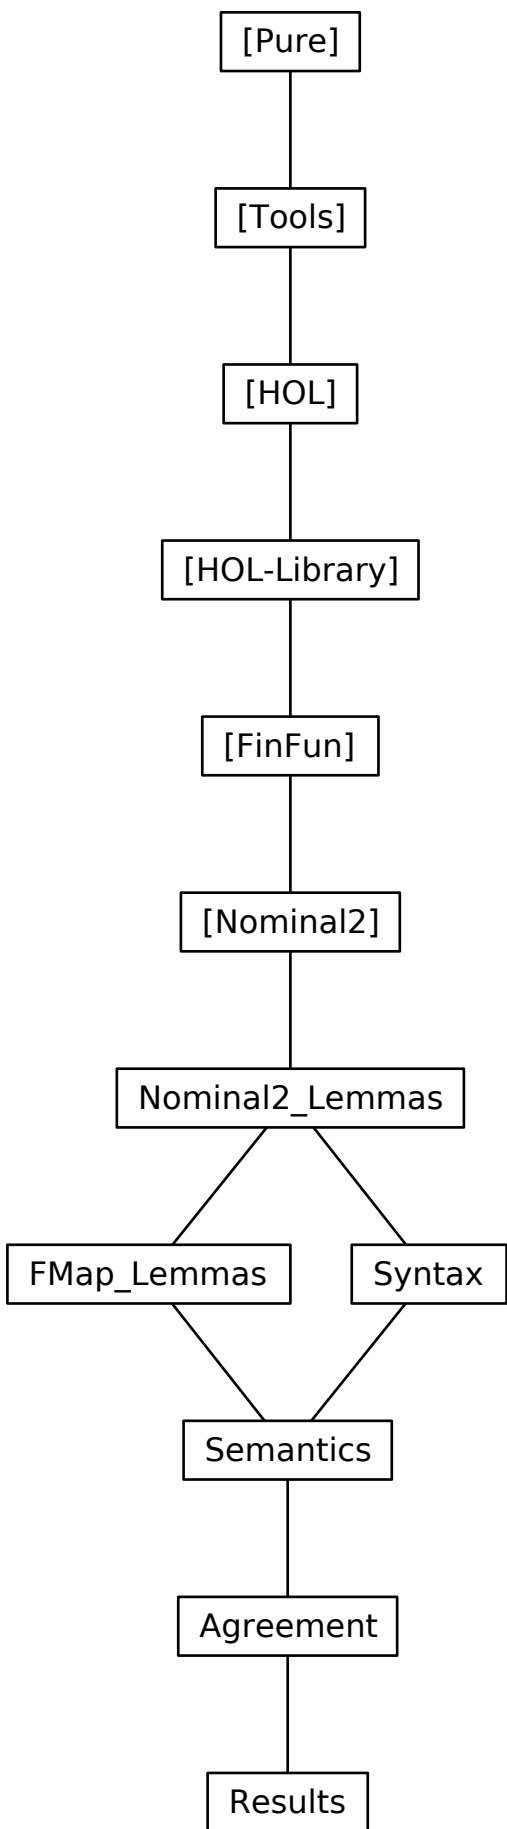 [Pure]
[Tools]
[HOL]
[HOL-Library]
[FinFun]
[Nominal2]
Nominal2_Lemmas
FMap_Lemmas
Syntax
Semantics
Agreement
Results